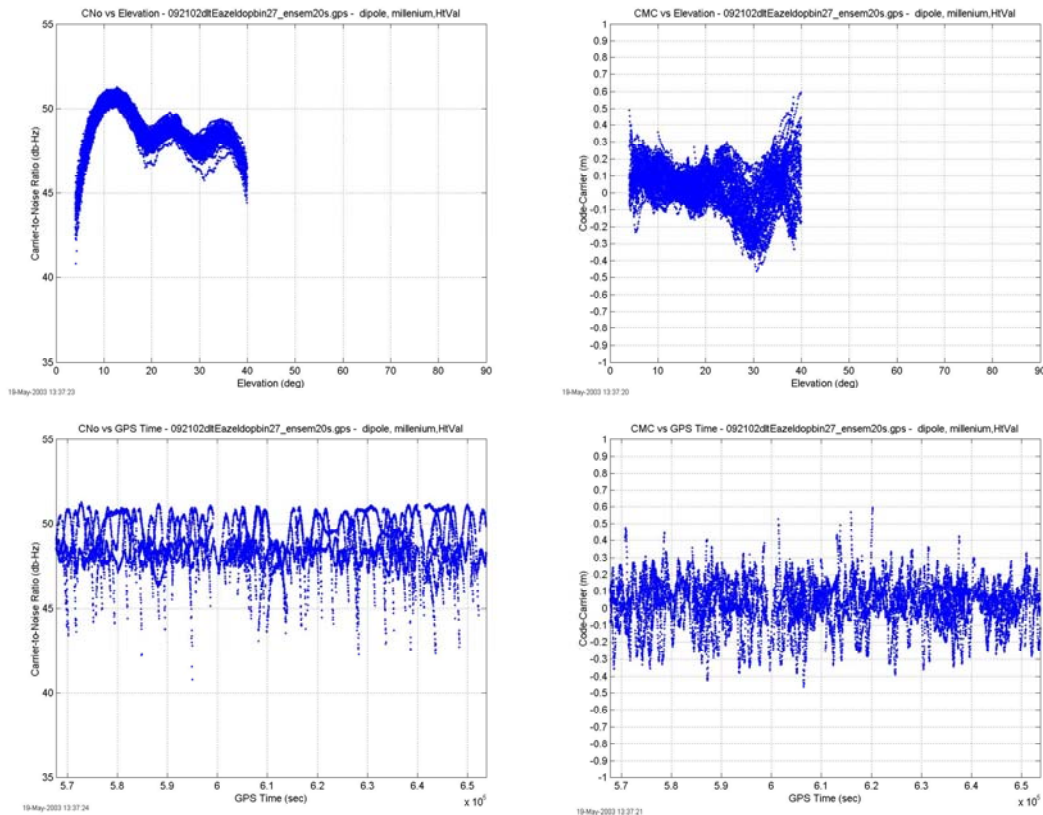 CNo vs Elevation - 092102dltEazeldopbin27_ensem20s.gps - dipole, millenium,HtVal
55
50
45
40
35
Carrier-to-Noise Ratio (db-Hz)
0 10 20 30 40 50 60 70 80 90
Elevation (deg)
19-May-2003 13:37:23
CMC vs Elevation - 092102dltEazeldopbin27_ensem20s.gps - dipole, millenium,HtVal
1
0.9
0.8
0.7
0.6
0.5
0.4
0.3
0.2
0.1
0
-0.1
-0.2
-0.3
-0.4
-0.5
-0.6
-0.7
-0.8
-0.9
-1
Code-Carrier (m)
0 10 20 30 40 50 60 70 80 90
Elevation (deg)
19-May-2003 13:37:20
CNo vs GPS Time - 092102dltEazeldopbin27_ensem20s.gps - dipole, millenium,HtVal
55
50
45
40
35
Carrier-to-Noise Ratio (db-Hz)
5.7 5.8 5.9 6 6.1 6.2 6.3 6.4 6.5
GPS Time (sec)
x 10^5
19-May-2003 13:37:24
CMC vs GPS Time - 092102dltEazeldopbin27_ensem20s.gps - dipole, millenium,HtVal
1
0.9
0.8
0.7
0.6
0.5
0.4
0.3
0.2
0.1
0
-0.1
-0.2
-0.3
-0.4
-0.5
-0.6
-0.7
-0.8
-0.9
-1
Code-Carrier (m)
5.7 5.8 5.9 6 6.1 6.2 6.3 6.4 6.5
GPS Time (sec)
x 10^5
19-May-2003 13:37:21